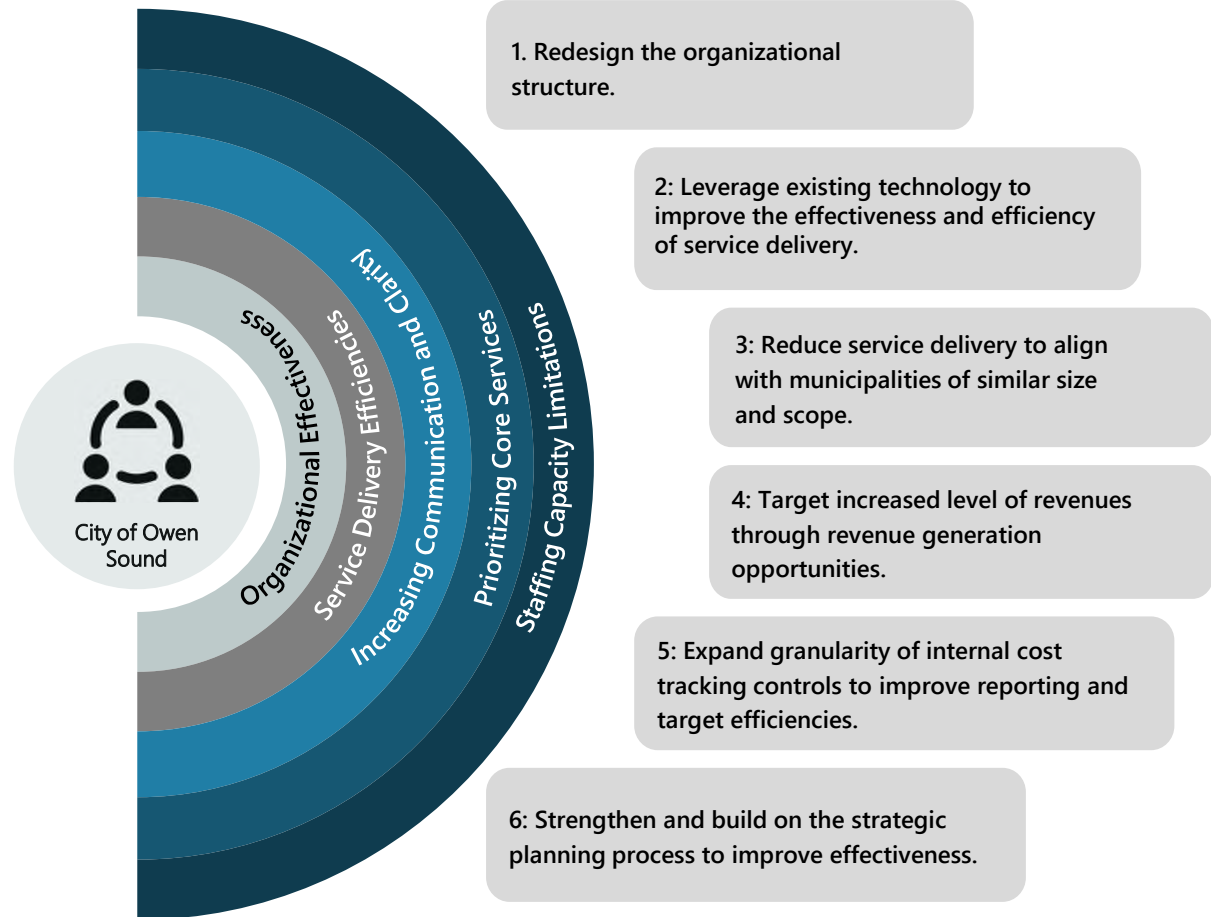 1. Redesign the organizational
structure.
2: Leverage existing technology to
improve the effectiveness and efficiency
of service delivery.
3: Reduce service delivery to align
with municipalities of similar size
and scope.
4: Target increased level of revenues
through revenue generation
opportunities.
5: Expand granularity of internal cost
tracking controls to improve reporting and
target efficiencies.
6: Strengthen and build on the strategic
planning process to improve effectiveness.
City of Owen
Sound
Organizational Effectiveness
Service Delivery Efficiencies
Increasing Communication and Clarity
Prioritizing Core Services
Staffing Capacity Limitations